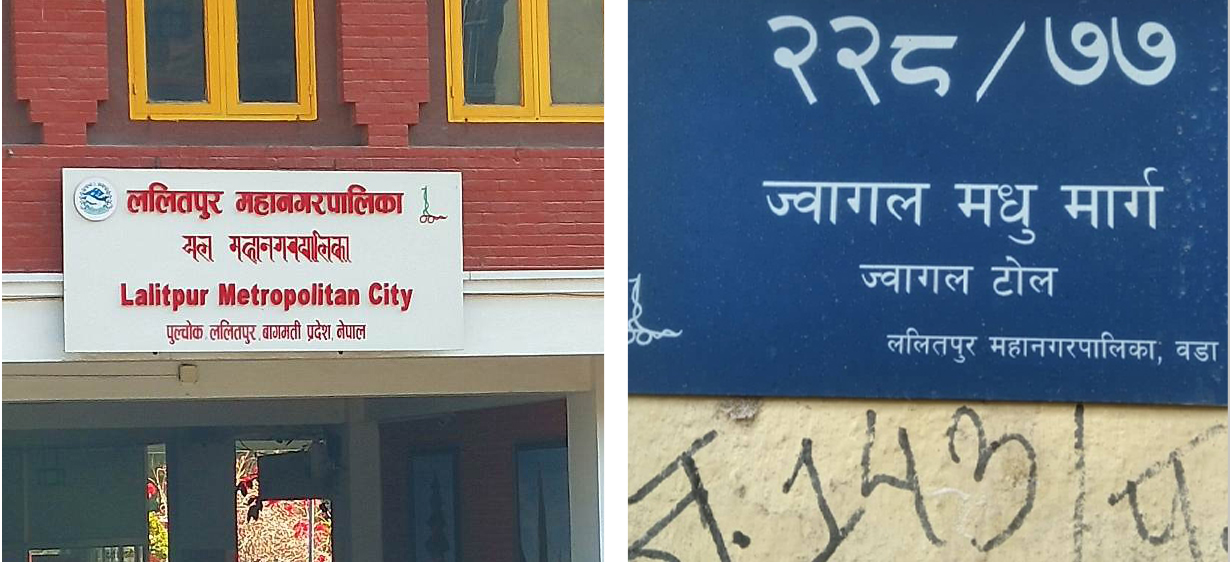 ललितपुर महानगरपालिका
Lalitpur Metropolitan City
पुल्चोक, ललितपुर, बागमती प्रदेश, नेपाल
२२८/७७
ज्वागल मधु मार्ग
ज्वागल टोल
ललितपुर महानगरपालिका, वडा
न. 143 / प